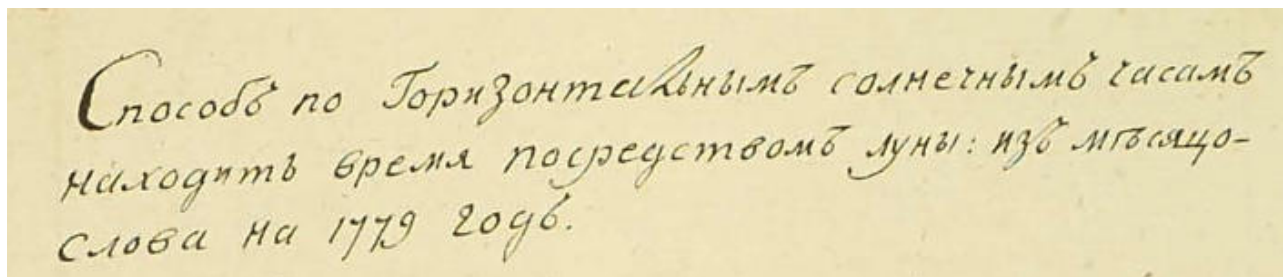 Способъ по Горизонтальнымъ солнечнымъ часамъ
находить время посредствомъ луны: изъ мѣсяцо-
слова на 1779 годъ.